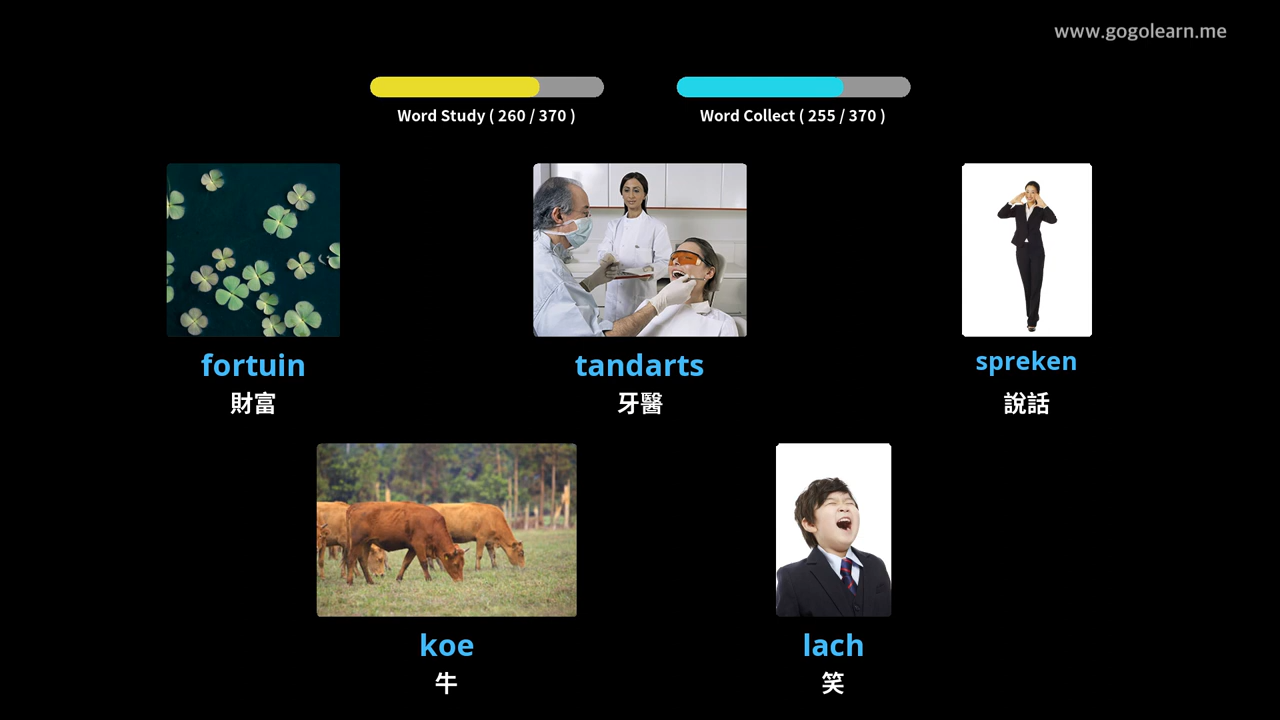 www.gogolearn.me
Word Study ( 260 / 370 )
Word Collect ( 255 / 370 )
fortuin
財富
tandarts
牙醫
spreken
說話
koe
牛
lach
笑